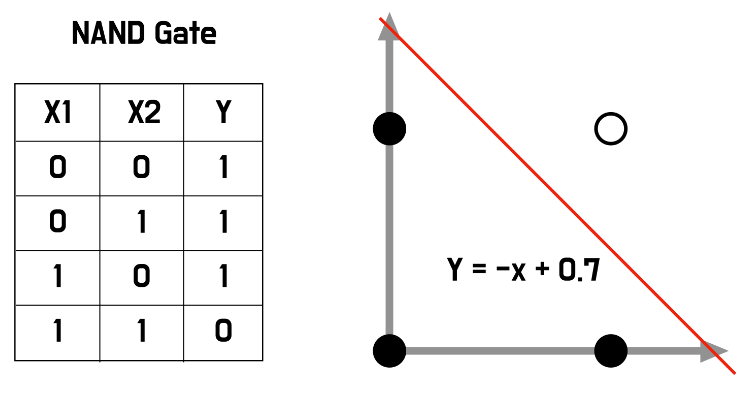 NAND Gate
X1 X2 Y
0 0 1
0 1 1
1 0 1
1 1 0
Y = -x + 0.7